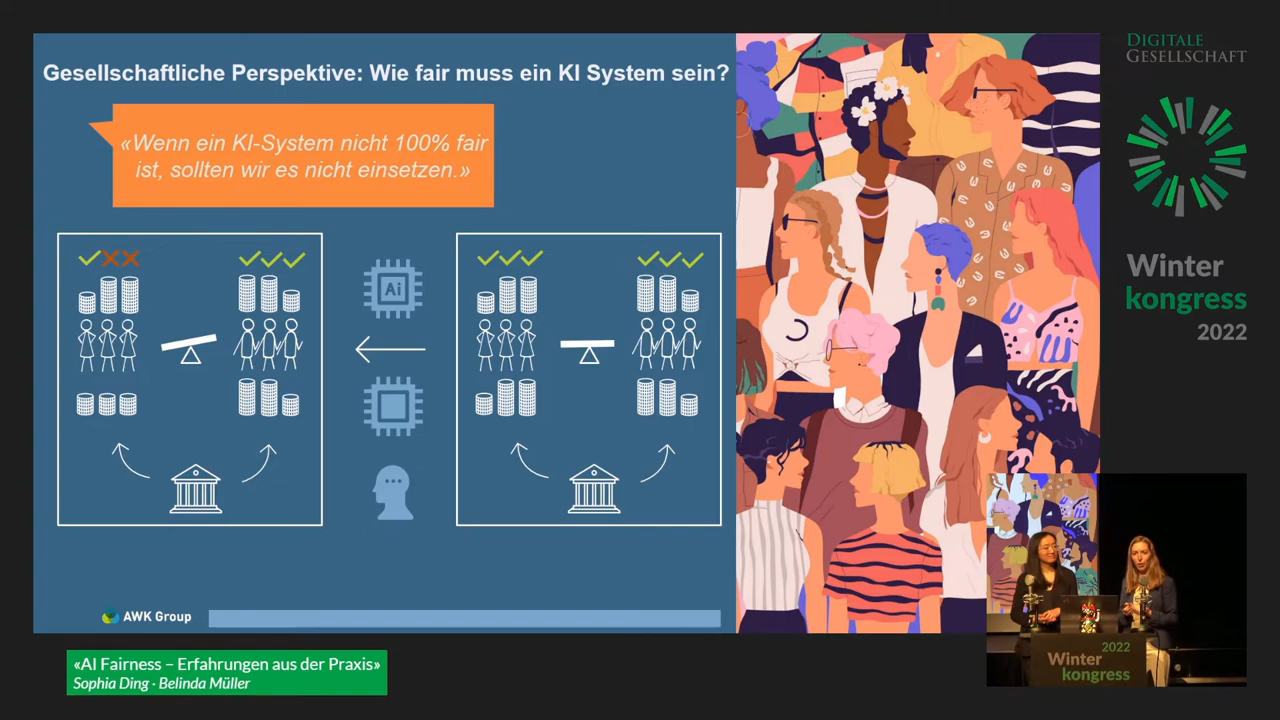 Gesellschaftliche Perspektive: Wie fair muss ein KI System sein?
«Wenn ein KI-System nicht 100% fair
ist, sollten wir es nicht einsetzen.»
Ai
AWK Group
«AI Fairness – Erfahrungen aus der Praxis»
Sophia Ding · Belinda Müller
DIGITALE
GESELLSCHAFT
Winter
kongress
2022
2022
Winter
kongress